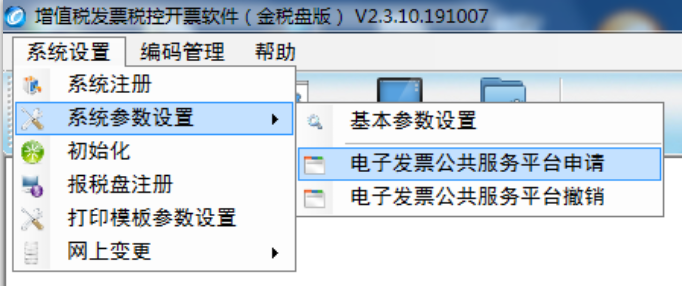 增值税发票税控开票软件（金税盘版）V2.3.10.191007
系统设置 编码管理 帮助
系统注册
系统参数设置
基本参数设置
电子发票公共服务平台申请
电子发票公共服务平台撤销
初始化
报税盘注册
打印模板参数设置
网上变更